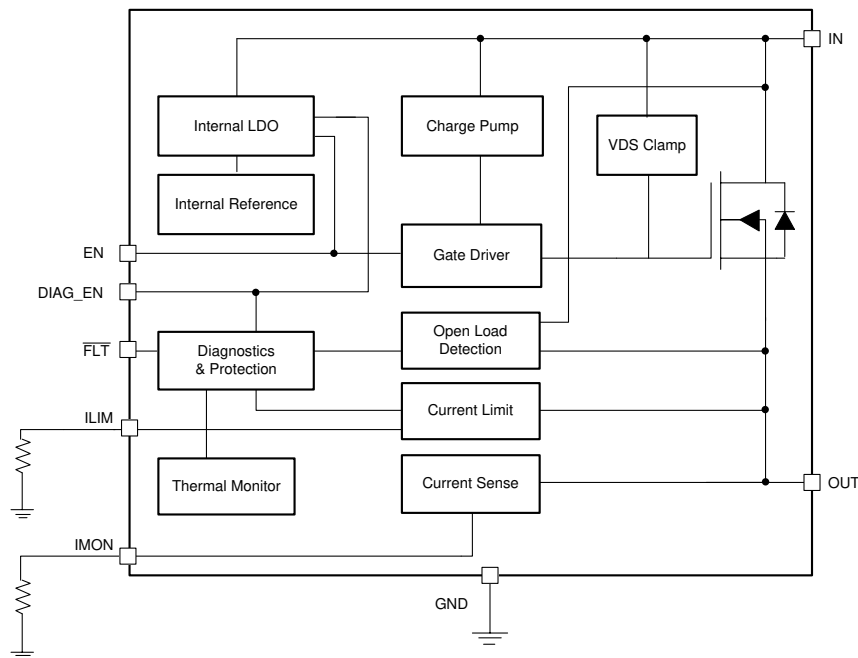 IN
Internal LDO
Charge Pump
VDS Clamp
Internal Reference
EN
Gate Driver
DIAG_EN
FLT
Diagnostics
& Protection
Open Load
Detection
ILIM
Current Limit
Thermal Monitor
Current Sense
OUT
IMON
GND